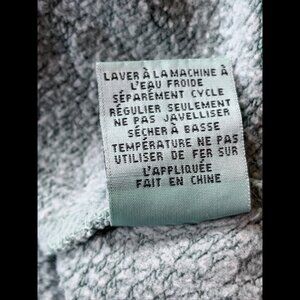 LAVER À LA MACHINE À
L'EAU FROIDE
SÉPARÉMENT CYCLE
RÉGULIER SEULEMENT
NE PAS JAVELLISER
SÉCHER À BASSE
TEMPÉRATURE NE PAS
UTILISER DE FER SUR
L'APPLIQUÉE
FAIT EN CHINE